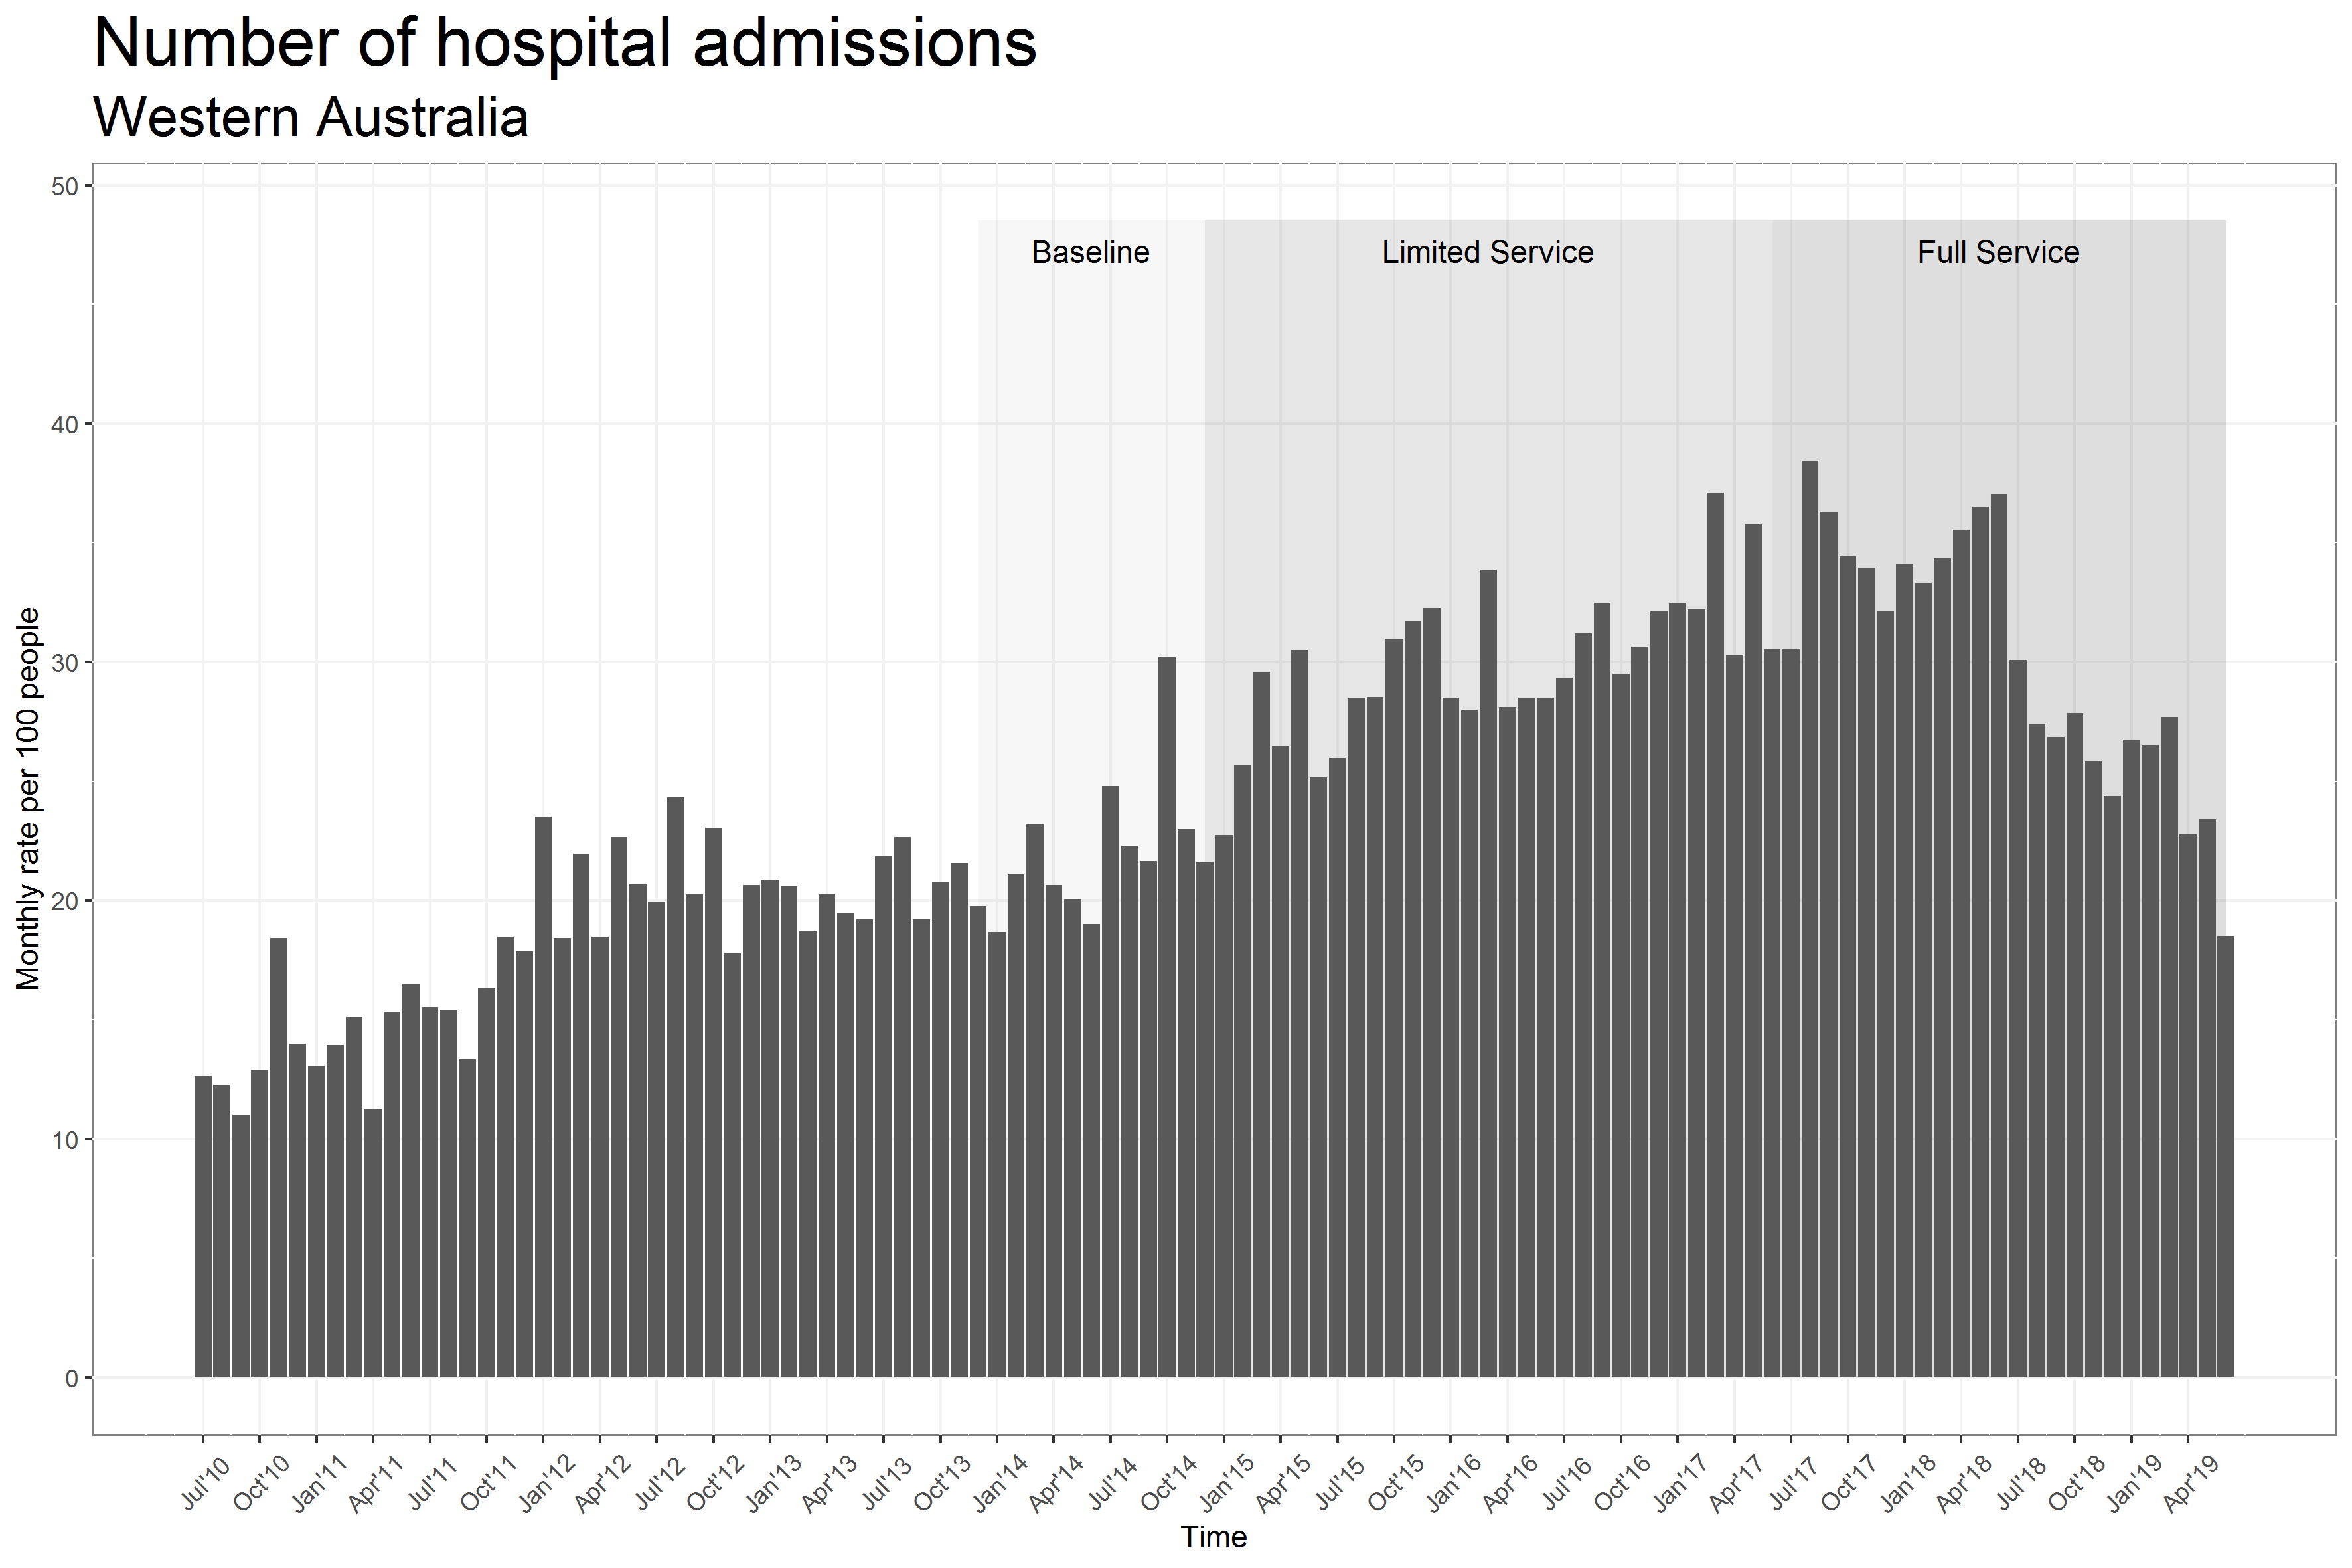 Number of hospital admissions
Western Australia
Monthly rate per 100 people
50
40
30
20
10
0
Baseline
Limited Service
Full Service
Jul'10
Oct'10
Jan'11
Apr'11
Jul'11
Oct'11
Jan'12
Apr'12
Jul'12
Oct'12
Jan'13
Apr'13
Jul'13
Oct'13
Jan'14
Apr'14
Jul'14
Oct'14
Jan'15
Apr'15
Jul'15
Oct'15
Jan'16
Apr'16
Jul'16
Oct'16
Jan'17
Apr'17
Jul'17
Oct'17
Jan'18
Apr'18
Jul'18
Oct'18
Jan'19
Apr'19
Time